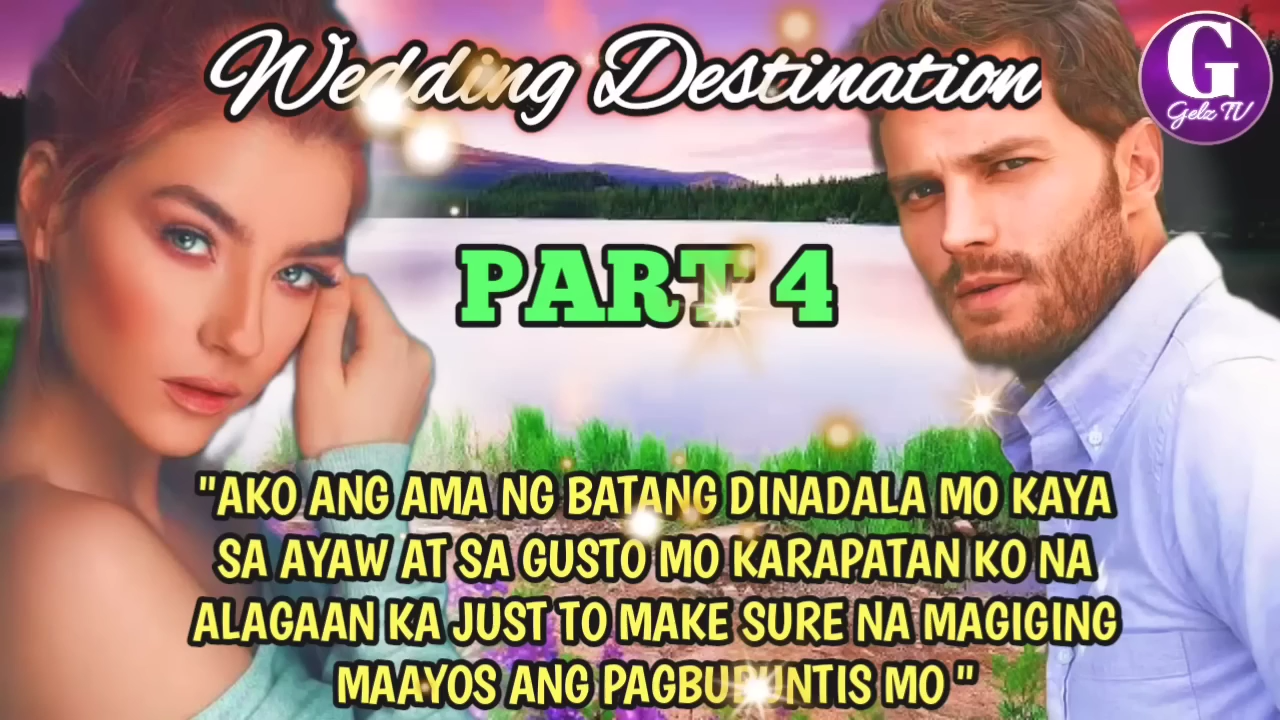 Wedding Destination
G
Gelz TV
PART 4
"AKO ANG AMA NG BATANG DINADALA MO KAYA
SA AYAW AT SA GUSTO MO KARAPATAN KO NA
ALAGAAN KA JUST TO MAKE SURE NA MAGIGING
MAAYOS ANG PAGBUBUNTIS MO "